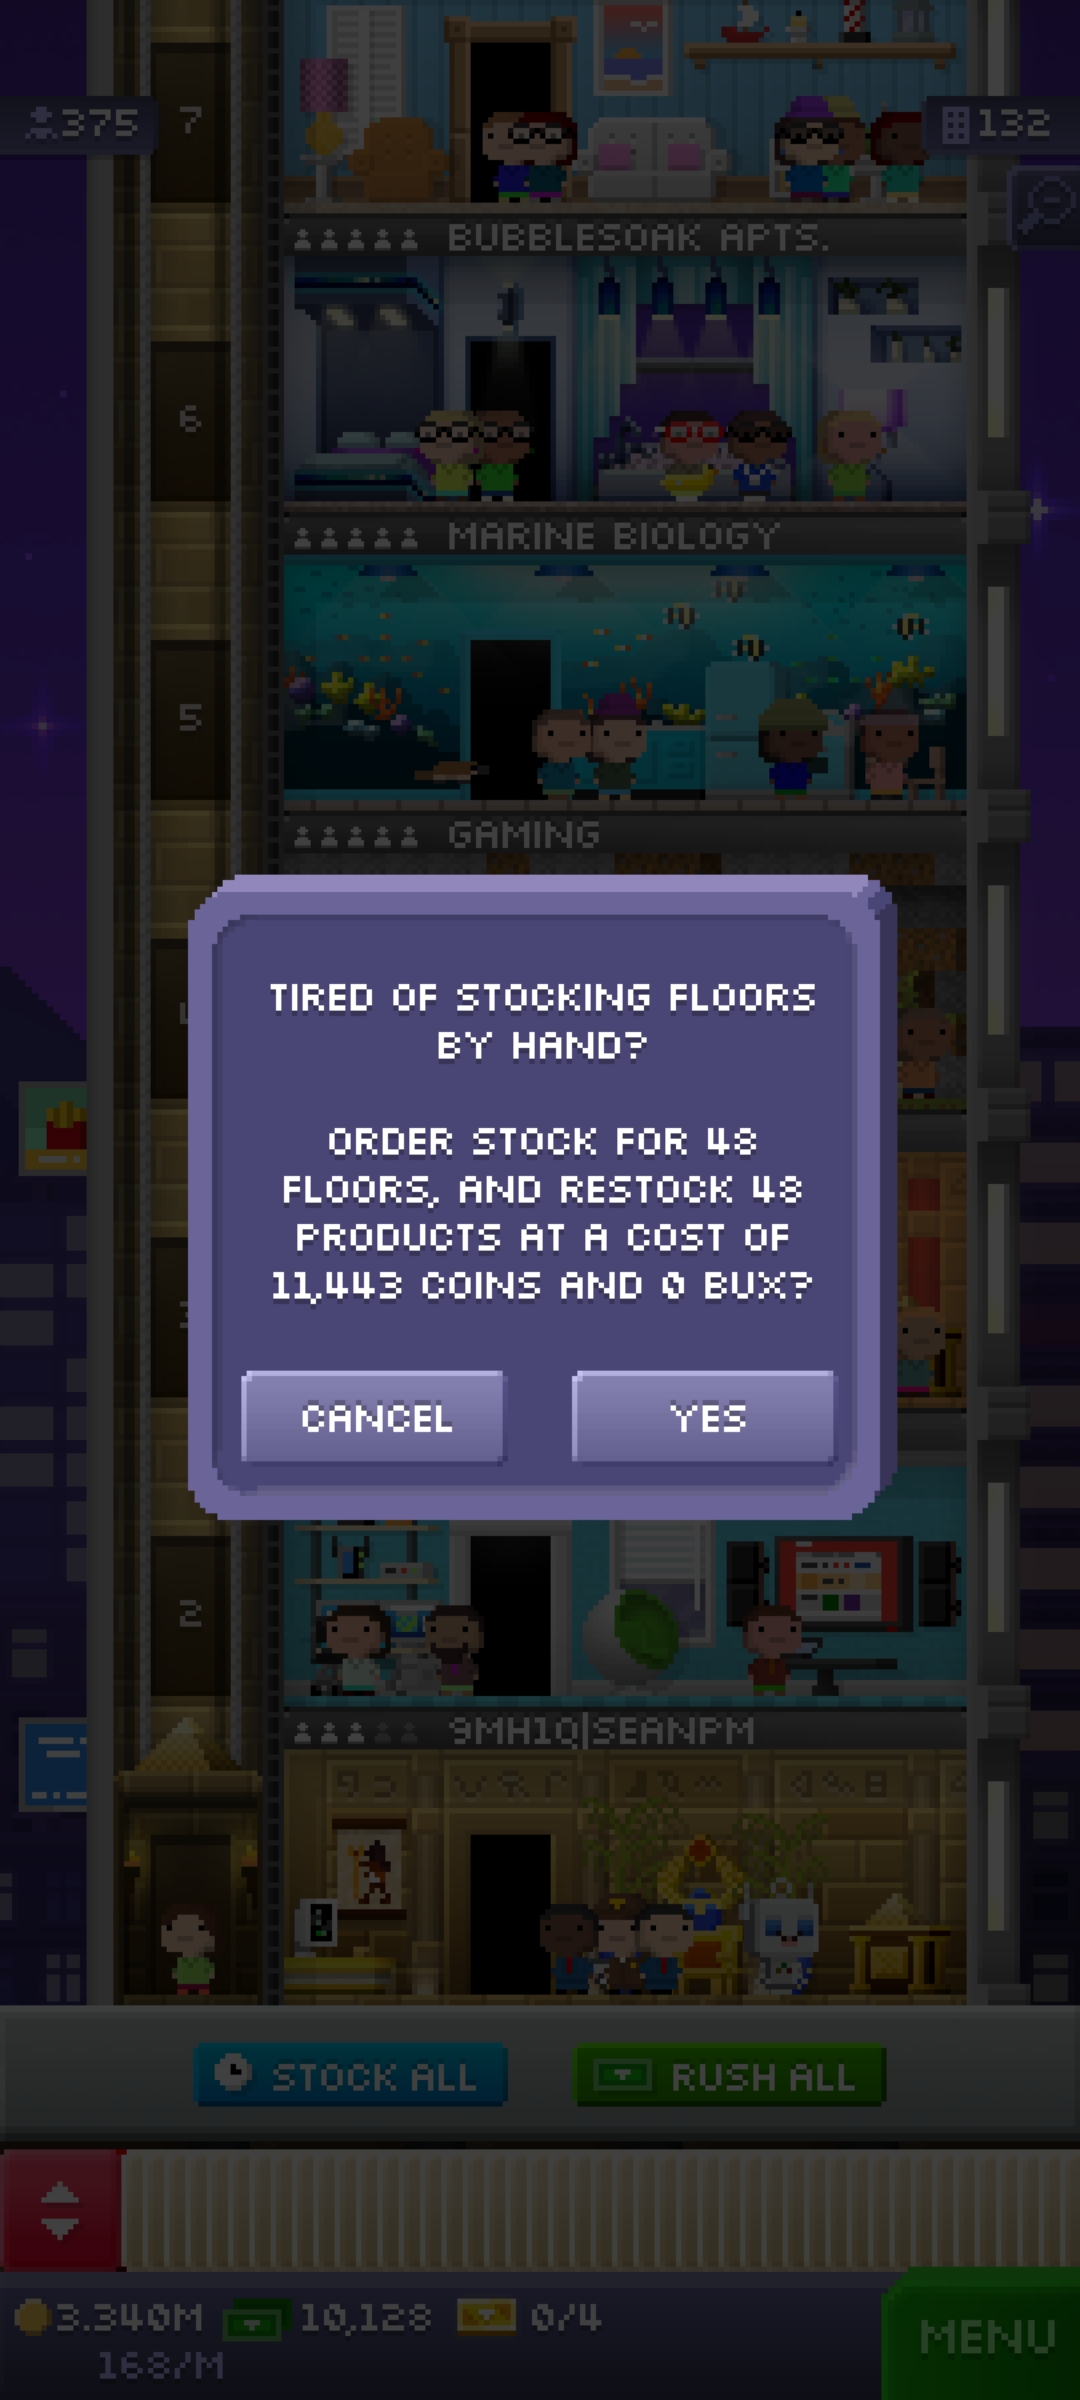 375
7
132
BUBBLESOAK APTS.
6
MARINE BIOLOGY
5
GAMING
TIRED OF STOCKING FLOORS
BY HAND?
ORDER STOCK FOR 48
FLOORS, AND RESTOCK 48
PRODUCTS AT A COST OF
11,443 COINS AND 0 BUX?
CANCEL
YES
2
9MH1Q|SEANPM
STOCK ALL
RUSH ALL
3.340M
10,128
0/4
MENU
168/M